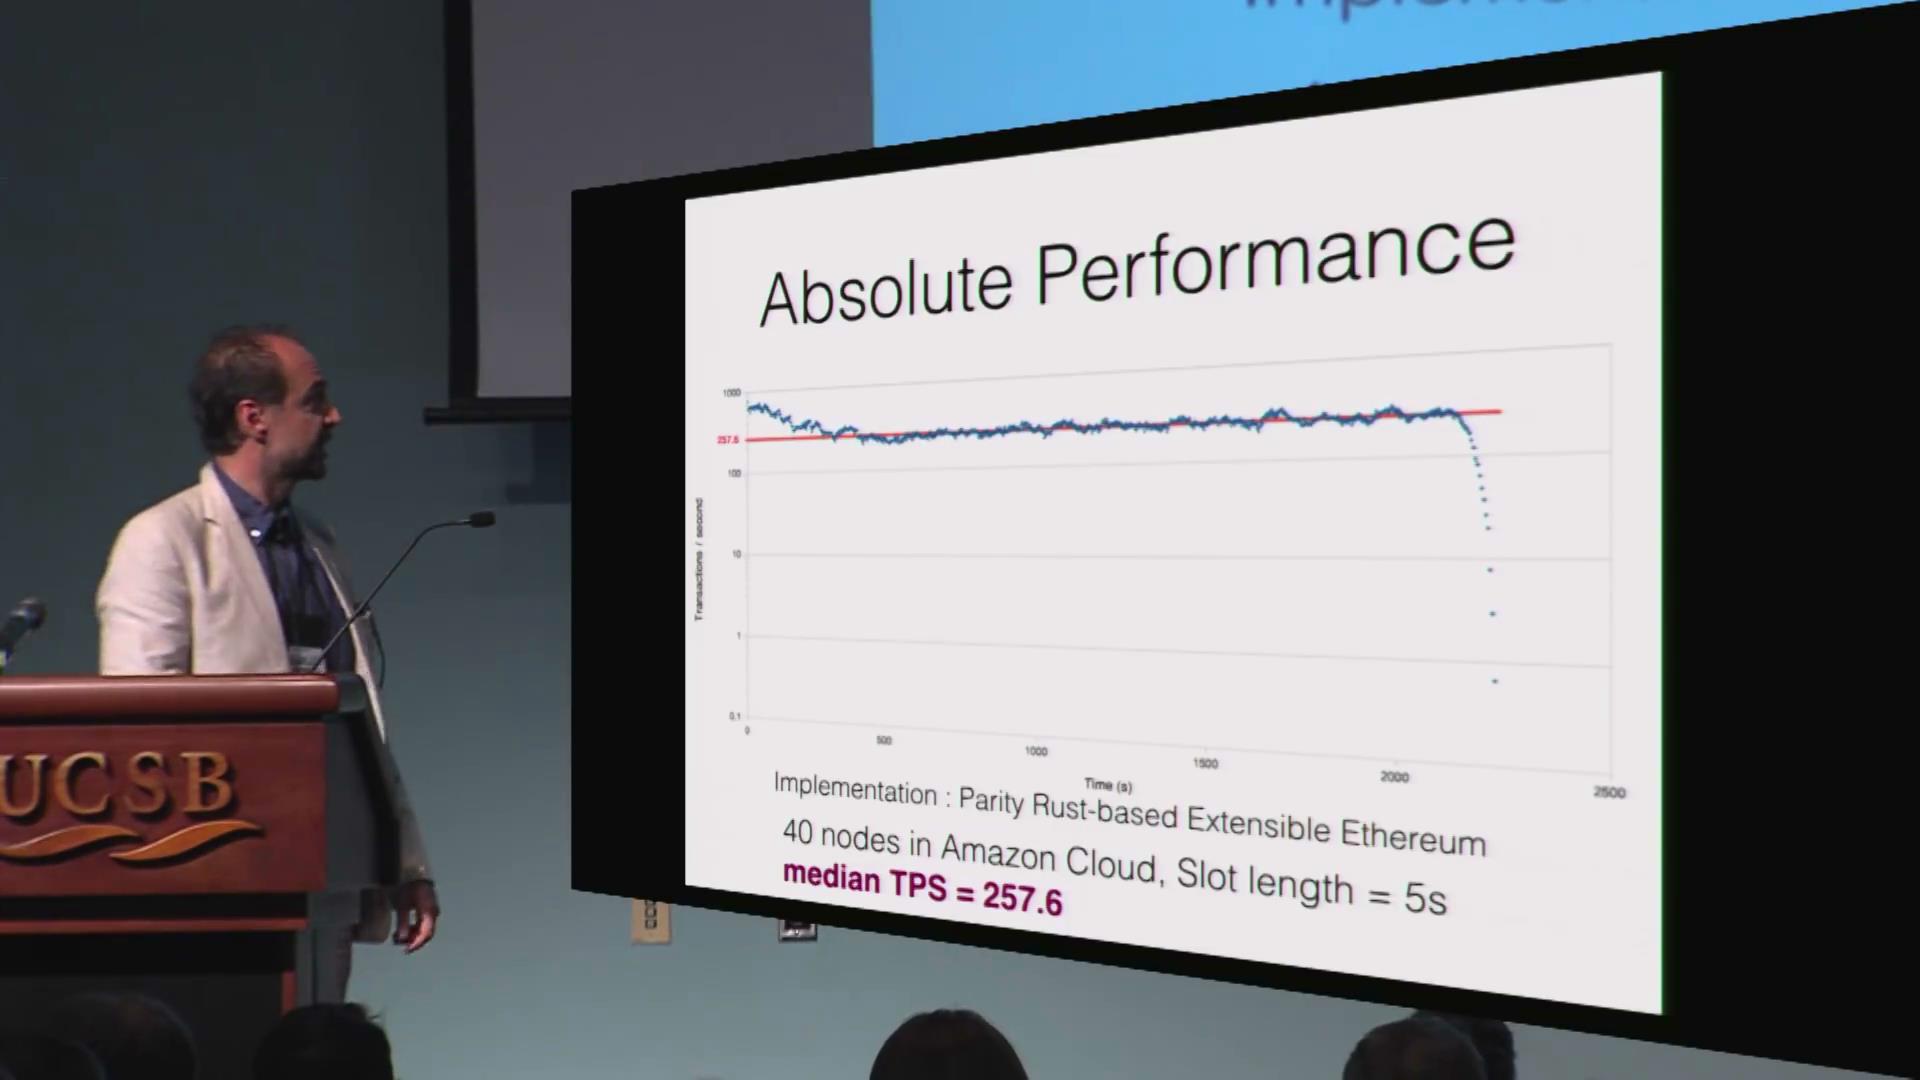 Absolute Performance
1000
257.6
100
10
1
0.1
Transactions / second
0
500
1000
1500
2000
2500
Time (s)
Implementation : Parity Rust-based Extensible Ethereum
40 nodes in Amazon Cloud, Slot length = 5s
median TPS = 257.6
UCSB